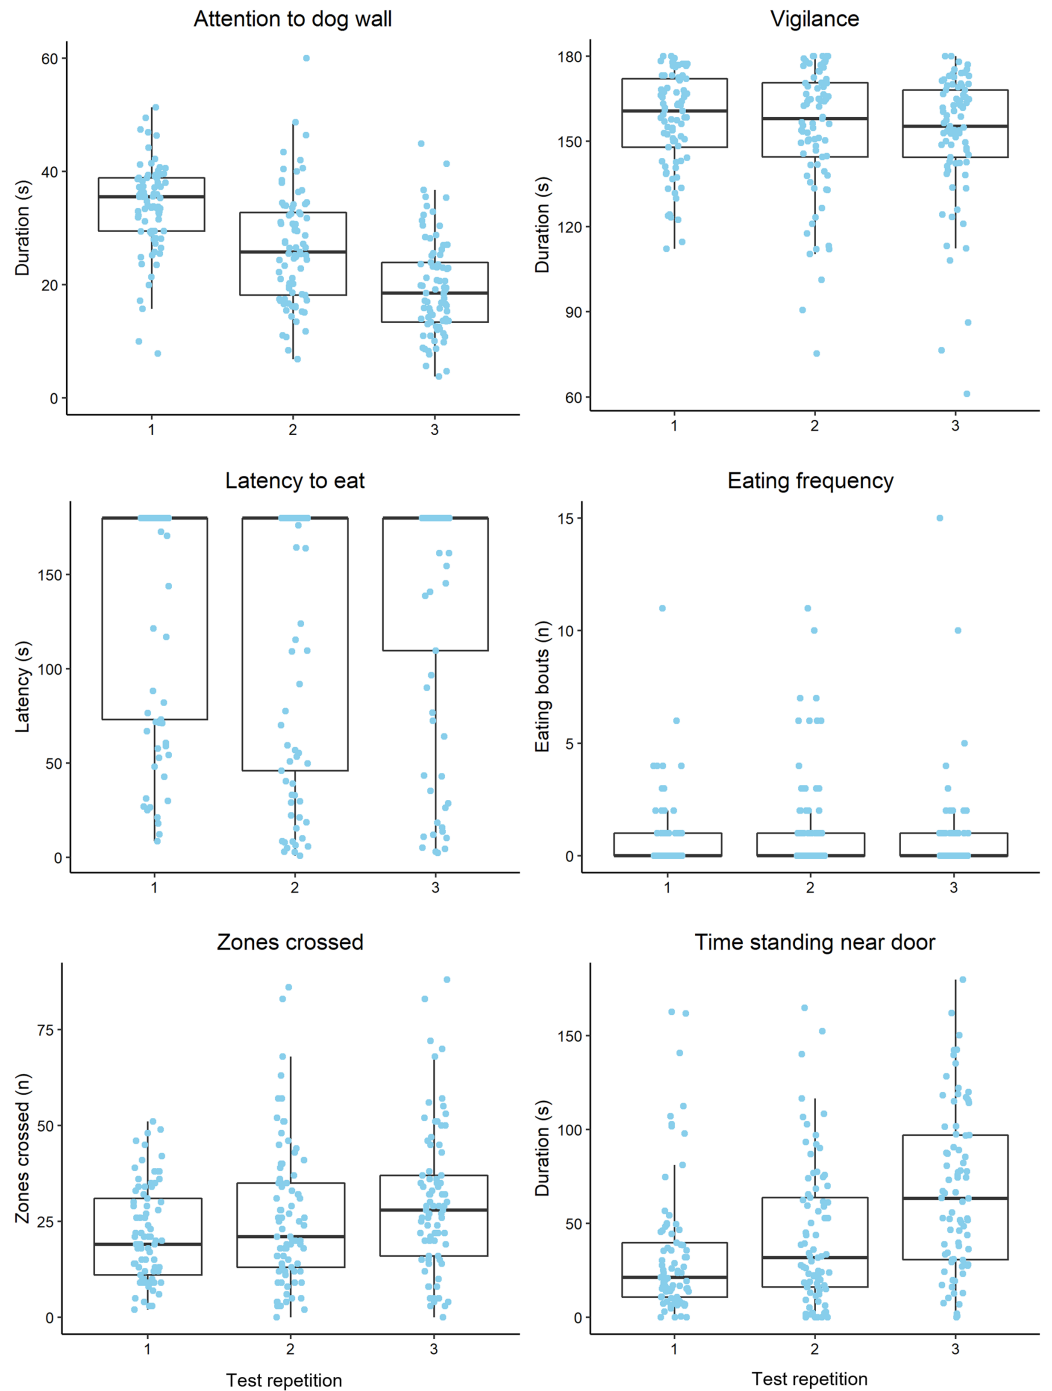 Attention to dog wall
60
40
20
0
Duration (s)
1 2 3
Vigilance
180
150
120
90
60
Duration (s)
1 2 3
Latency to eat
150
100
50
0
Latency (s)
1 2 3
Eating frequency
15
10
5
0
Eating bouts (n)
1 2 3
Zones crossed
75
50
25
0
Zones crossed (n)
1 2 3
Test repetition
Time standing near door
150
100
50
0
Duration (s)
1 2 3
Test repetition